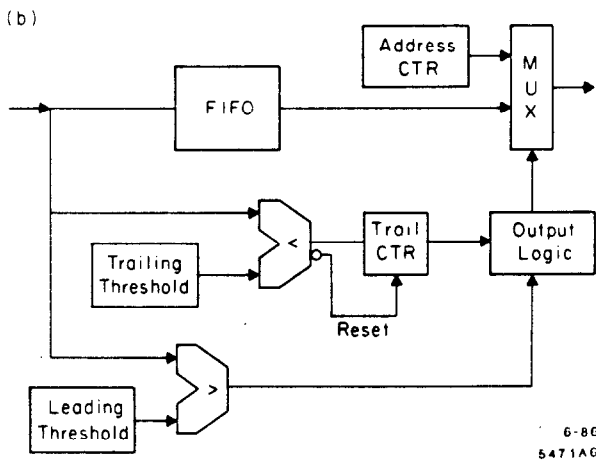 (b)
Address
CTR
M
U
X
FIFO
<
Trail
CTR
Output
Logic
Trailing
Threshold
Reset
>
Leading
Threshold
6-86
5471A6